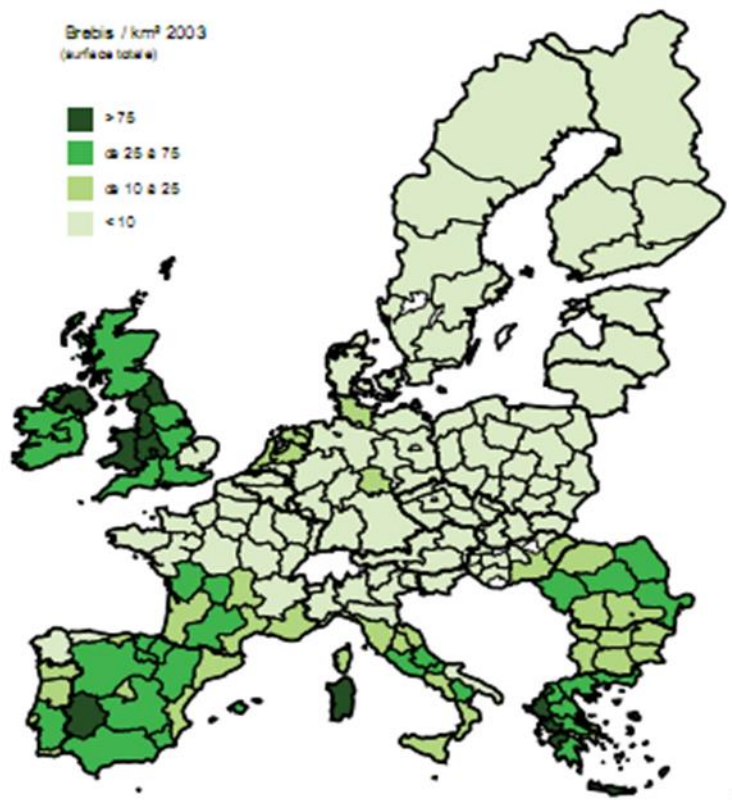 Brebis / km² 2003
(surface totale)
> 75
de 25 à 75
de 10 à 25
< 10